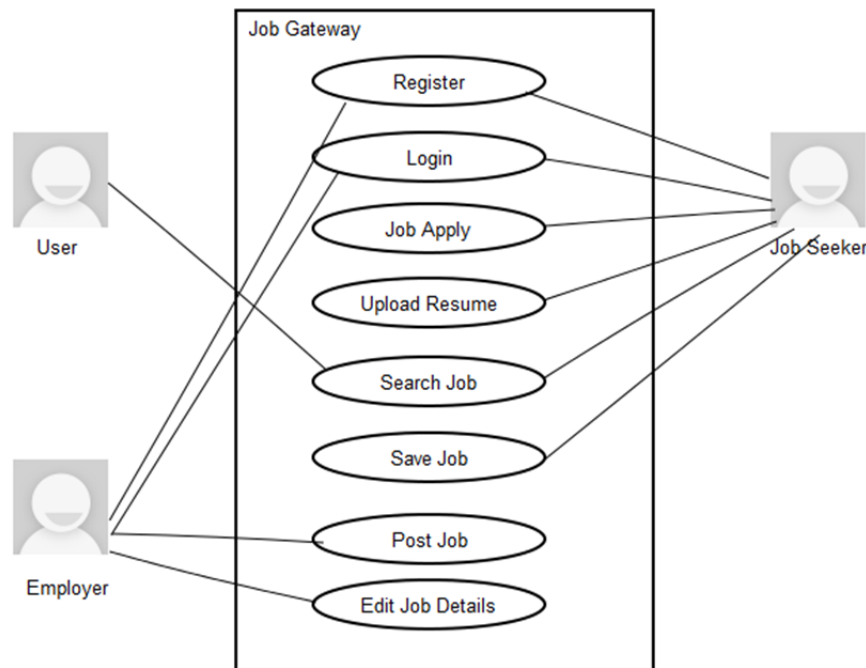 Job Gateway
Register
Login
User
Job Apply
Job Seeker
Upload Resume
Search Job
Save Job
Post Job
Employer
Edit Job Details